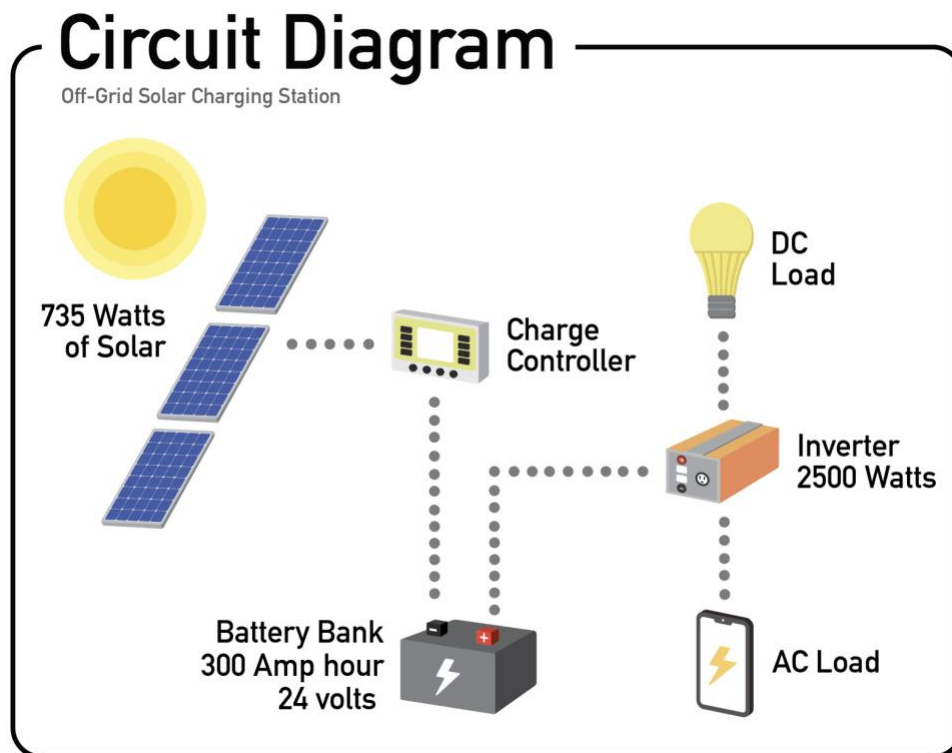 Circuit Diagram
Off-Grid Solar Charging Station
735 Watts
of Solar
Charge
Controller
DC
Load
Inverter
2500 Watts
Battery Bank
300 Amp hour
24 volts
AC Load